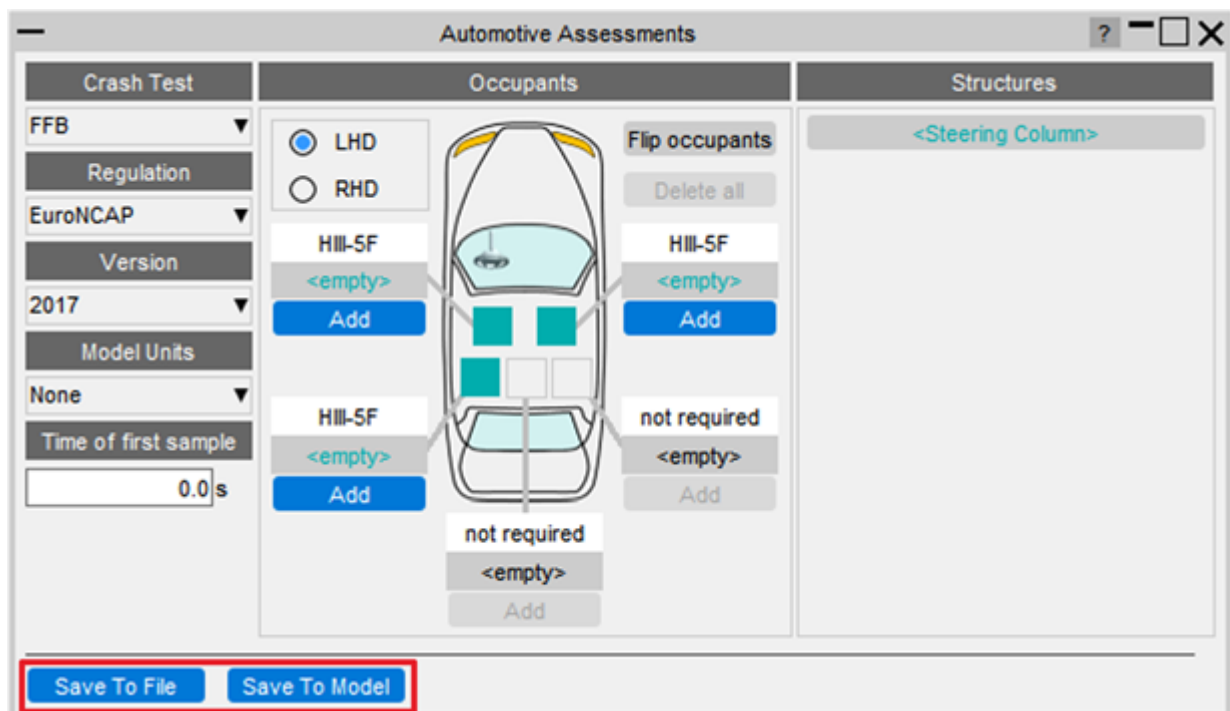 Automotive Assessments
?
Crash Test
FFB
Regulation
EuroNCAP
Version
2017
Model Units
None
Time of first sample
0.0 s
Occupants
LHD
RHD
Flip occupants
Delete all
HIII-5F
<empty>
Add
HIII-5F
<empty>
Add
HIII-5F
<empty>
Add
not required
<empty>
Add
not required
<empty>
Add
Structures
<Steering Column>
Save To File
Save To Model